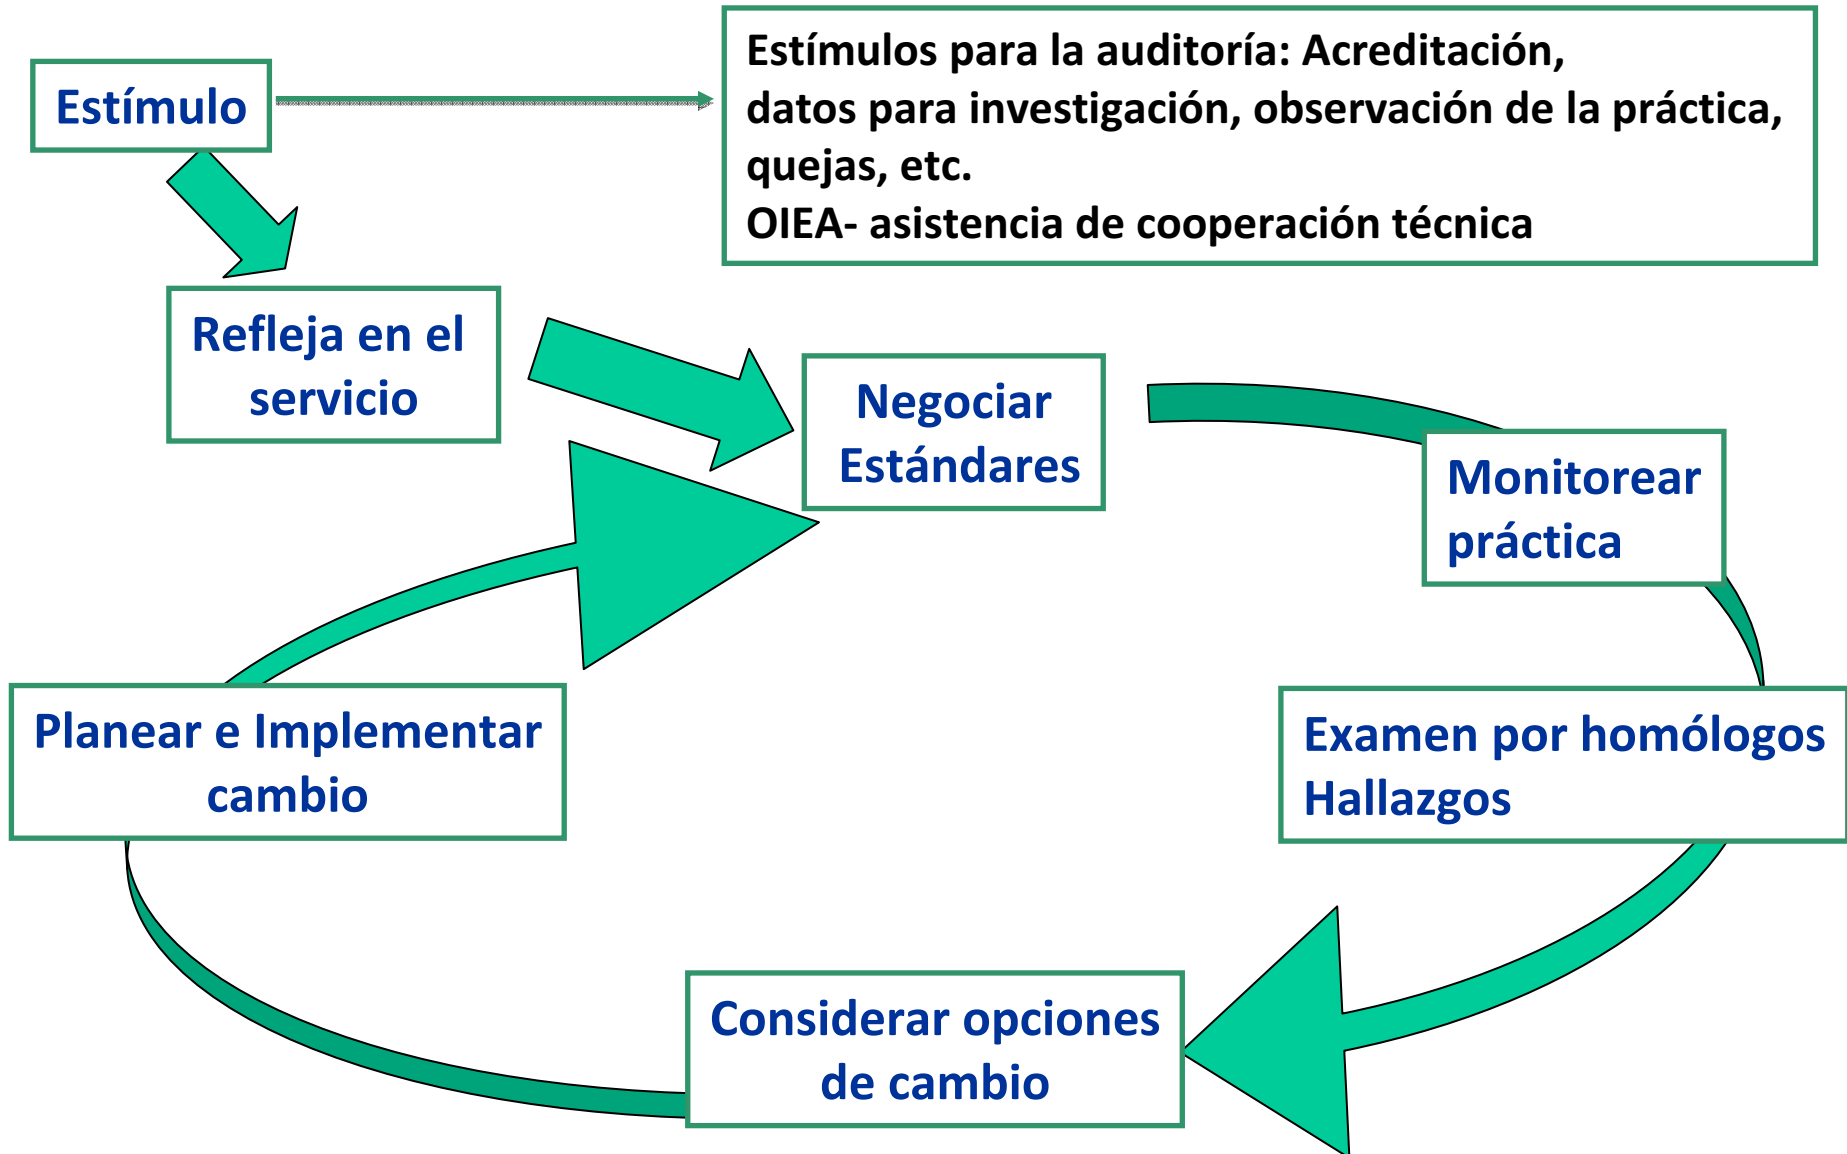 Estímulo
Estímulos para la auditoría: Acreditación,
datos para investigación, observación de la práctica,
quejas, etc.
OIEA- asistencia de cooperación técnica
Refleja en el
servicio
Negociar
Estándares
Monitorear
práctica
Examen por homólogos
Hallazgos
Considerar opciones
de cambio
Planear e Implementar
cambio